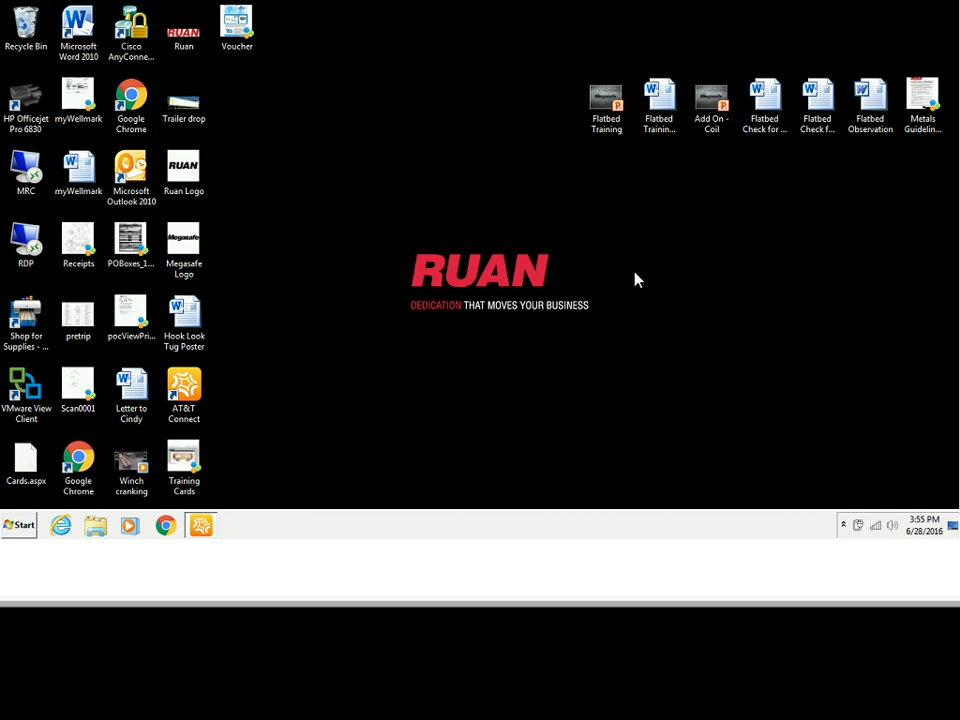 Recycle Bin
Microsoft
Word 2010
Cisco
AnyConne...
RUAN
Ruan
Voucher
HP Officejet
Pro 6830
myWellmark
Google
Chrome
Trailer drop
Flatbed
Training
Flatbed
Trainin...
Megasafe
Add On -
Coil
Flatbed
Check for ...
Flatbed
Check f...
Flatbed
Observation
Metals
Guidelin...
MRC
myWellmark
Microsoft
Outlook 2010
RUAN
Ruan Logo
RDP
Receipts
POBoxes_1...
Megasafe
Megasafe
Logo
RUAN
DEDICATION THAT MOVES YOUR BUSINESS
Shop for
Supplies - ...
pretrip
pocViewPri...
Hook Look
Tug Poster
VMware View
Client
Scan0001
Letter to
Cindy
AT&T
Connect
Cards.aspx
Google
Chrome
Winch
cranking
Training
Cards
Start
3:55 PM
6/28/2016